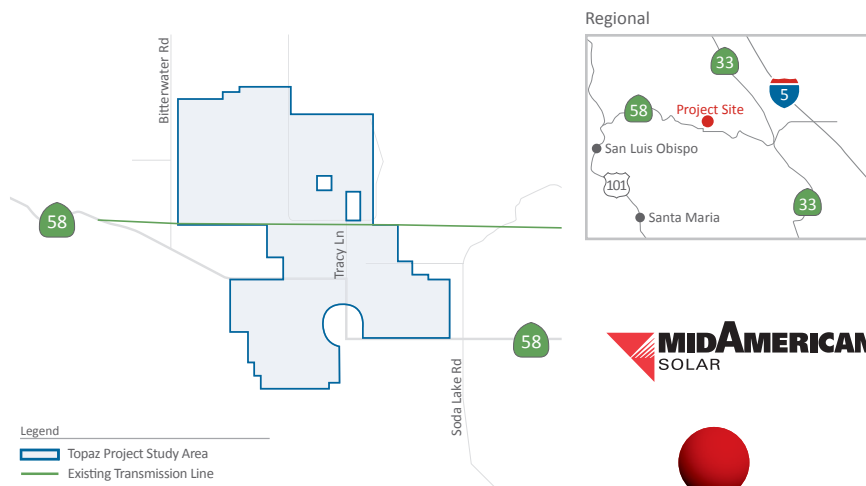 Regional
33
5
58
Project Site
San Luis Obispo
101
Santa Maria
33
Bitterwater Rd
58
Tracy Ln
58
Soda Lake Rd
MIDAMERICAN
SOLAR
Legend
Topaz Project Study Area
Existing Transmission Line